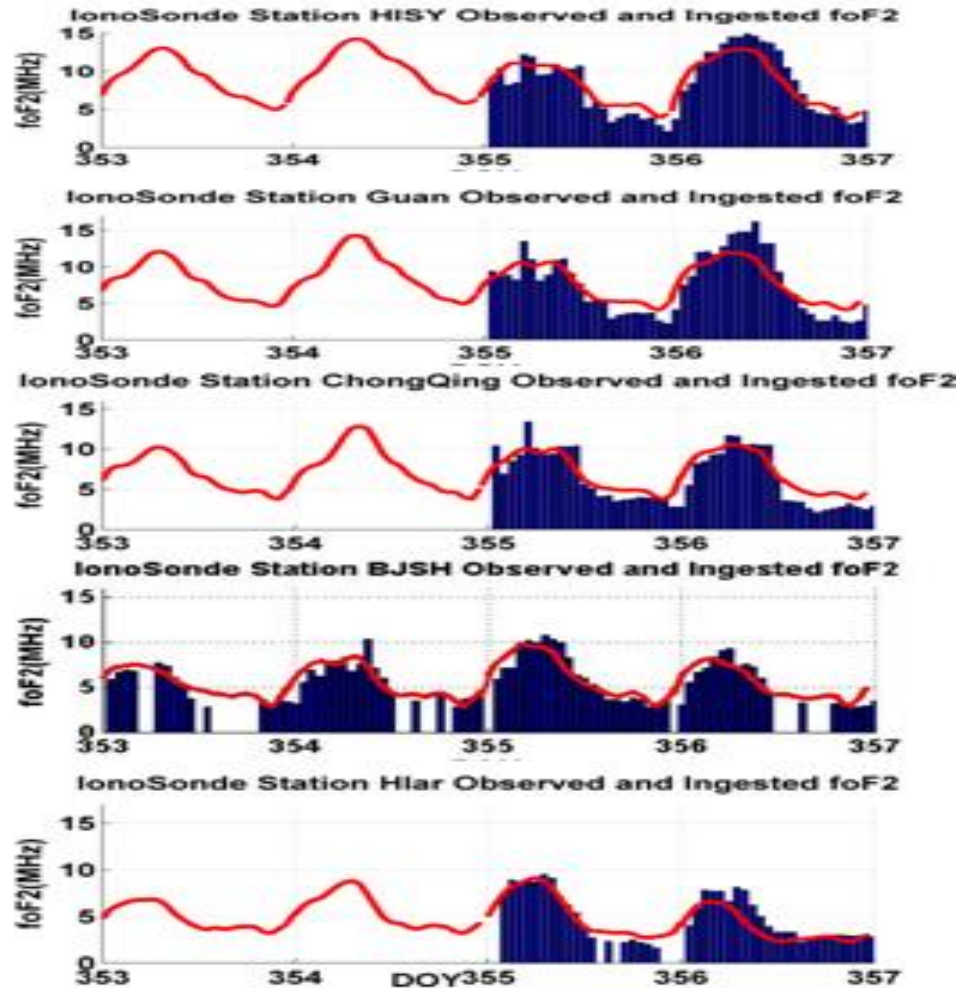 IonoSonde Station HISY Observed and Ingested foF2
15
10
5
0
foF2(MHz)
353 354 355 356 357
IonoSonde Station Guan Observed and Ingested foF2
15
10
5
0
foF2(MHz)
353 354 355 356 357
IonoSonde Station ChongQing Observed and Ingested foF2
15
10
5
0
foF2(MHz)
353 354 355 356 357
IonoSonde Station BJSH Observed and Ingested foF2
15
10
5
0
foF2(MHz)
353 354 355 356 357
IonoSonde Station Hlar Observed and Ingested foF2
15
10
5
0
foF2(MHz)
353 354 355 356 357
DOY